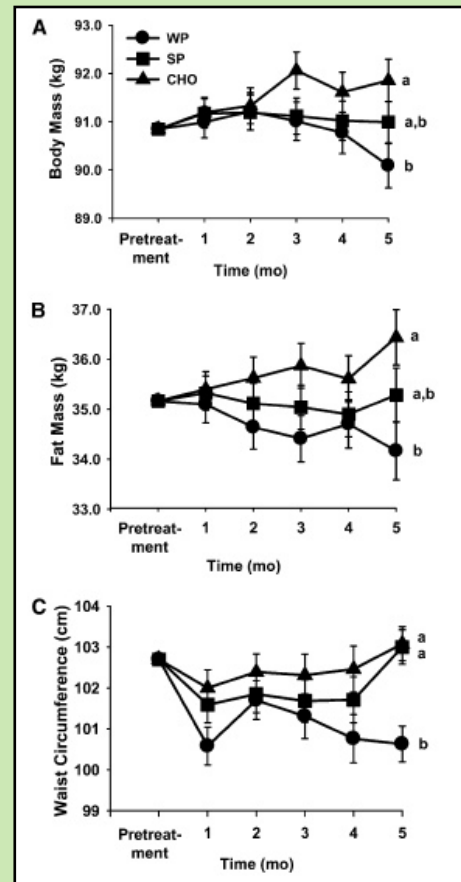 A
WP
SP
CHO
Body Mass (kg)
93.0
92.0
91.0
90.0
89.0
a
a,b
b
Pretreat-
ment
1 2 3 4 5
Time (mo)
B
Fat Mass (kg)
37.0
36.0
35.0
34.0
33.0
a
a,b
b
Pretreat-
ment
1 2 3 4 5
Time (mo)
C
Waist Circumference (cm)
104
103
102
101
100
99
a
a
b
Pretreat-
ment
1 2 3 4 5
Time (mo)